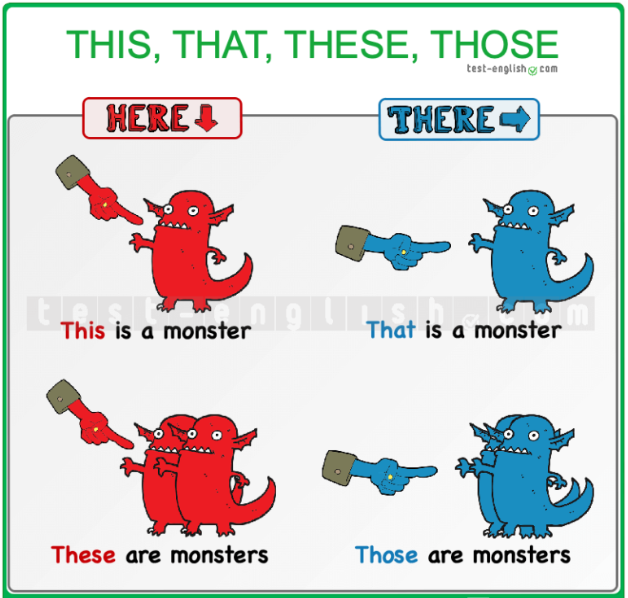 THIS, THAT, THESE, THOSE
test-english.com
HERE
THERE
test-english.com
This is a monster
That is a monster
These are monsters
Those are monsters